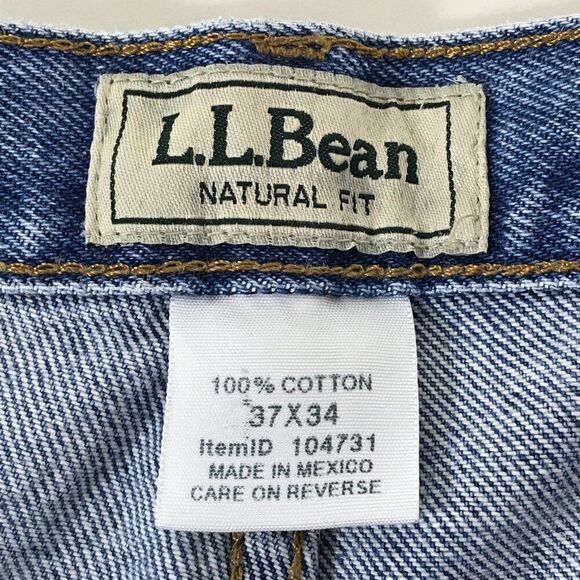 L.L.Bean
NATURAL FIT
100% COTTON
37X34
ItemID 104731
MADE IN MEXICO
CARE ON REVERSE